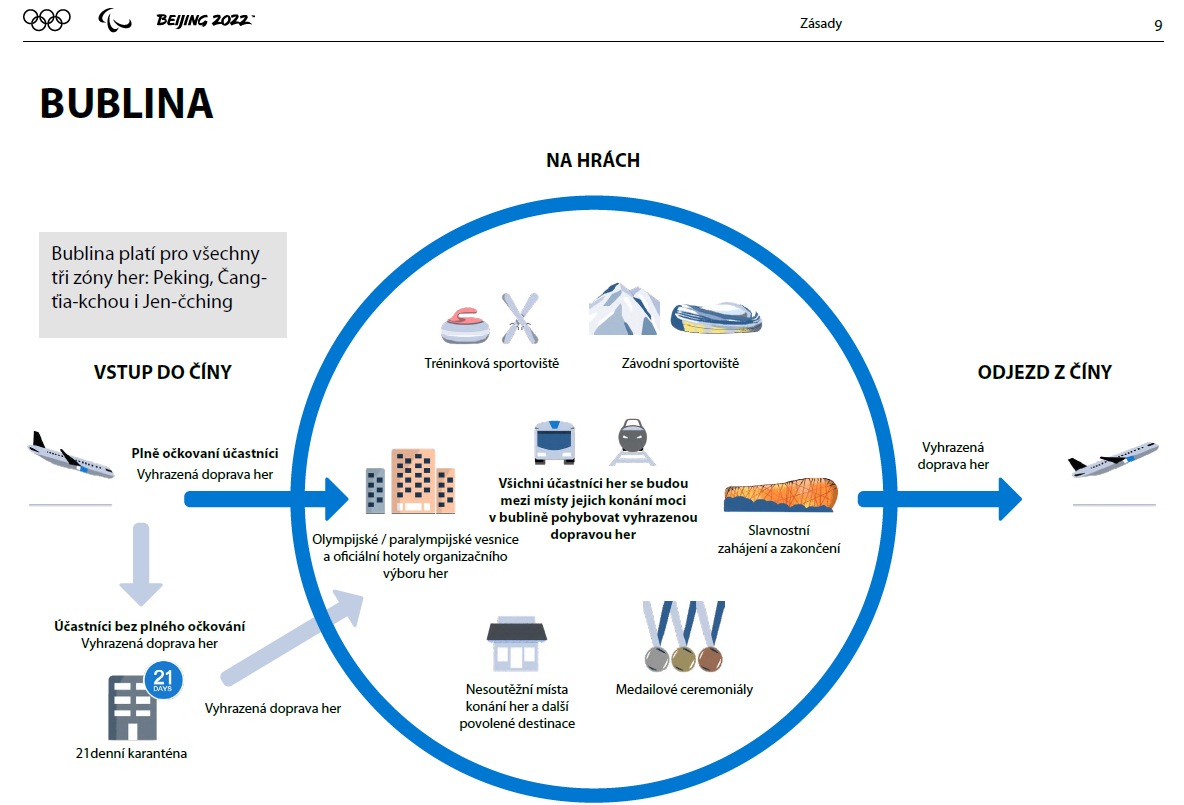 BEIJING 2022
Zásady
9
BUBLINA
NA HRÁCH
Bublina platí pro všechny
tři zóny her: Peking, Čang-
ťia-kchou i Jen-čching
VSTUP DO ČÍNY
ODJEZD Z ČÍNY
Tréninková sportoviště
Závodní sportoviště
Plně očkovaní účastníci
Vyhrazená doprava her
Všichni účastníci her se budou
mezi místy jejich konání moci
v bublině pohybovat vyhrazenou
dopravou her
Vyhrazená
doprava her
Olympijské / paralympijské vesnice
a oficiální hotely organizačního
výboru her
Slavnostní
zahájení a zakončení
Účastníci bez plného očkování
Vyhrazená doprava her
21
DAYS
21denní karanténa
Vyhrazená doprava her
Nesoutěžní místa
konání her a další
povolené destinace
Medailové ceremoniály